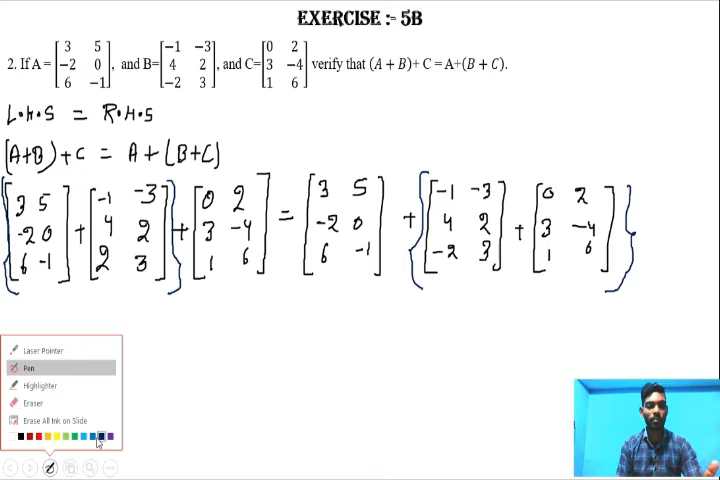 EXERCISE :- 5B
2. If A = [3 5 −2 0 6 −1], and B= [−1 −3 4 2 −2 3], and C= [0 2 3 −4 1 6] verify that (A + B)+ C = A+(B + C).
L.H.S = R.H.S
(A+B)+C = A+(B+C)
{[3 5 -2 0 6 -1] + [-1 -3 4 2 2 3]} + [0 2 3 -4 1 6] = [3 5 -2 0 6 -1] + {[-1 -3 4 2 -2 3] + [0 2 3 -4 1 6]}
Laser Pointer
Pen
Highlighter
Eraser
Erase All Ink on Slide